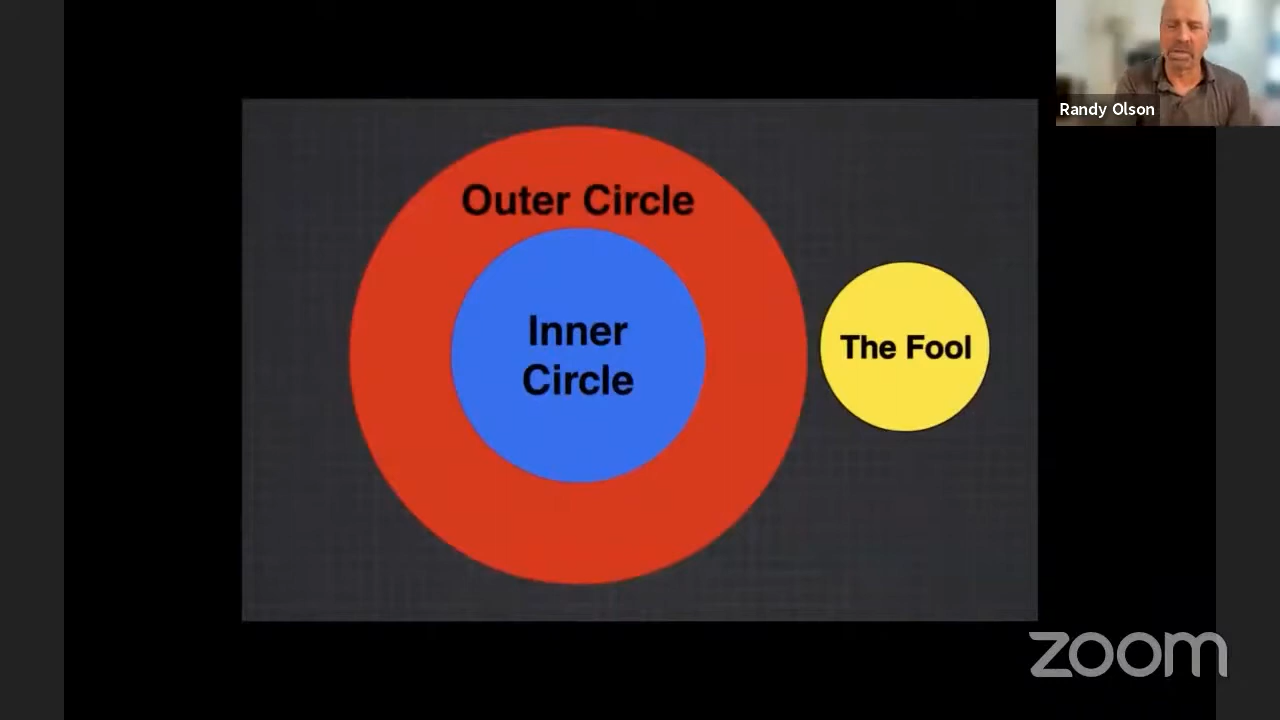 Randy Olson
Outer Circle
Inner
Circle
The Fool
zoom